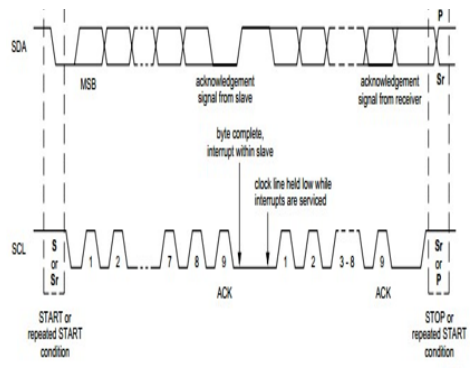 P
SDA
MSB
acknowledgement
signal from slave
acknowledgement
signal from receiver
Sr
byte complete,
interrupt within slave
clock line held low while
interrupts are serviced
SCL
S
or
Sr
1
2
7
8
9
1
2
3 - 8
9
Sr
or
P
ACK
ACK
START or
repeated START
condition
STOP or
repeated START
condition